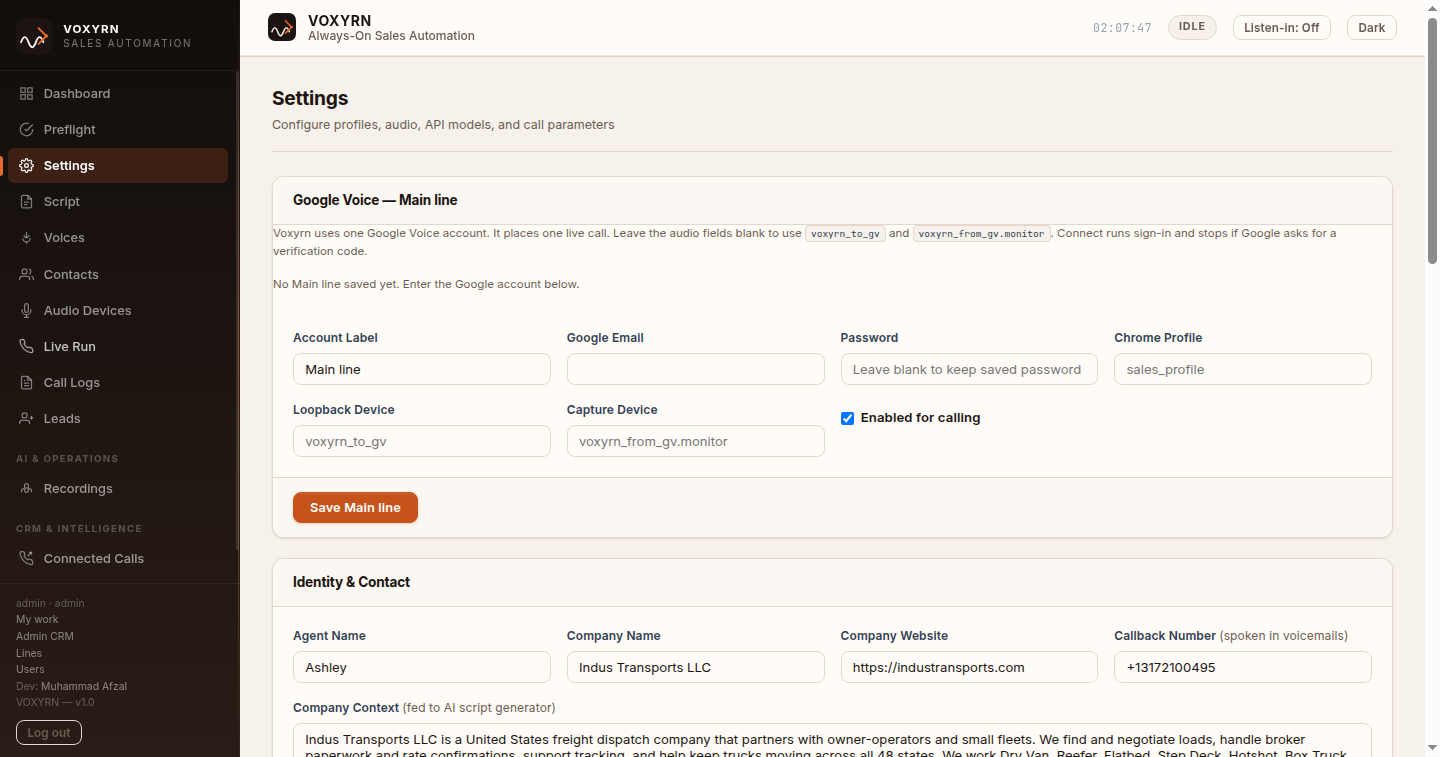 VOXYRN
SALES AUTOMATION
Dashboard
Preflight
Settings
Script
Voices
Contacts
Audio Devices
Live Run
Call Logs
Leads
AI & OPERATIONS
Recordings
CRM & INTELLIGENCE
Connected Calls
admin · admin
My work
Admin CRM
Lines
Users
Dev: Muhammad Afzal
VOXYRN — v1.0
Log out
VOXYRN
Always-On Sales Automation
02:07:47
IDLE
Listen-in: Off
Dark
Settings
Configure profiles, audio, API models, and call parameters
Google Voice — Main line
Voxyrn uses one Google Voice account. It places one live call. Leave the audio fields blank to use voxyrn_to_gv and voxyrn_from_gv.monitor. Connect runs sign-in and stops if Google asks for a
verification code.
No Main line saved yet. Enter the Google account below.
Account Label
Google Email
Password
Chrome Profile
Main line
Leave blank to keep saved password
sales_profile
Loopback Device
Capture Device
Enabled for calling
voxyrn_to_gv
voxyrn_from_gv.monitor
Save Main line
Identity & Contact
Agent Name
Company Name
Company Website
Callback Number (spoken in voicemails)
Ashley
Indus Transports LLC
https://industransports.com
+13172100495
Company Context (fed to AI script generator)
Indus Transports LLC is a United States freight dispatch company that partners with owner-operators and small fleets. We find and negotiate loads, handle broker
paperwork and rate confirmations, support tracking, and help keep trucks moving across all 48 states. We work Dry Van, Reefer, Flatbed, Step Deck, Hotshot, Box Truck,